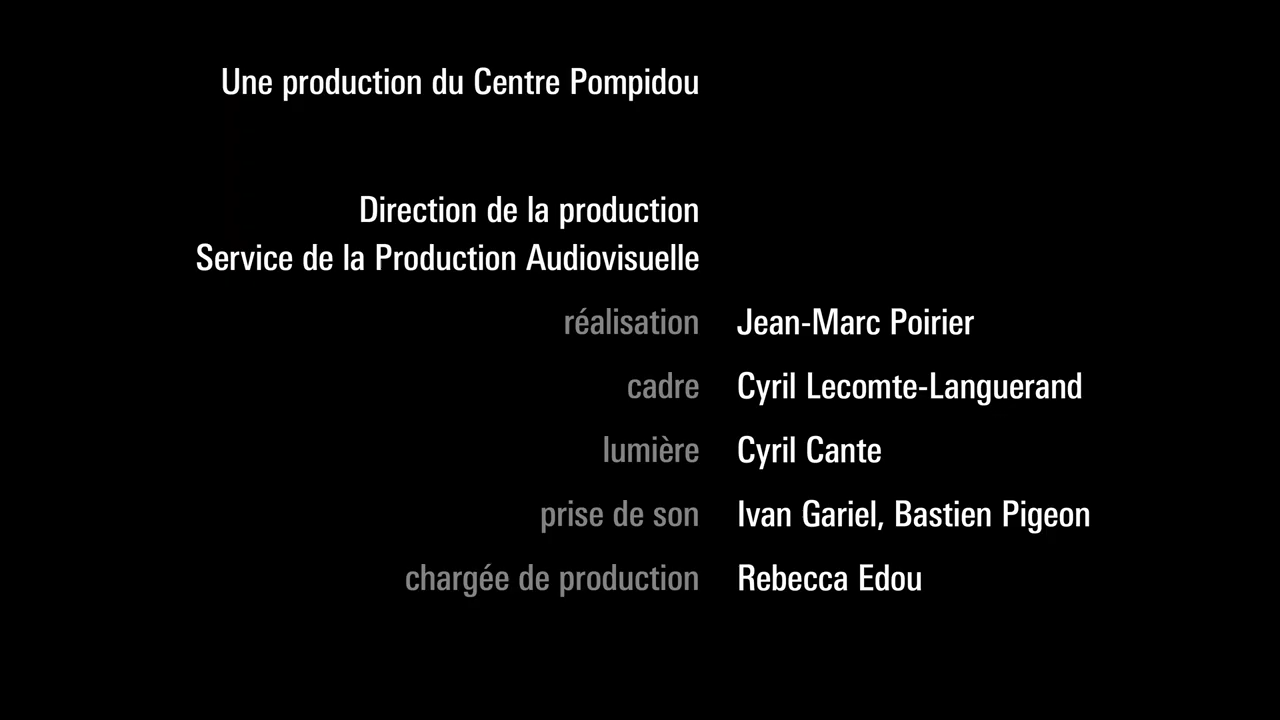 Une production du Centre Pompidou
Direction de la production
Service de la Production Audiovisuelle
réalisation Jean-Marc Poirier
cadre Cyril Lecomte-Languerand
lumière Cyril Cante
prise de son Ivan Gariel, Bastien Pigeon
chargée de production Rebecca Edou